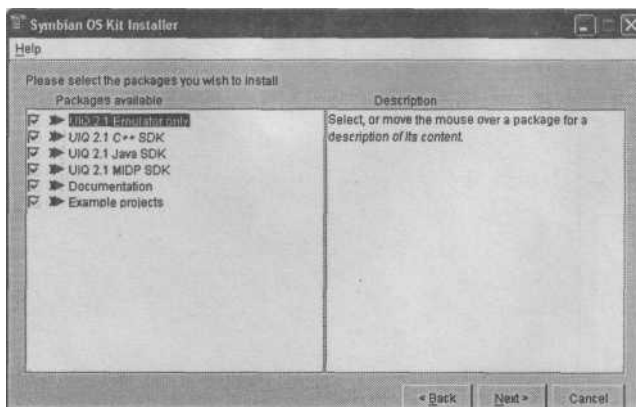 Symbian OS Kit Installer
Help
Please select the packages you wish to install
Packages available
Description
UIQ 2.1 Emulator only
UIQ 2.1 C++ SDK
UIQ 2.1 Java SDK
UIQ 2.1 MIDP SDK
Documentation
Example projects
Select, or move the mouse over a package for a
description of its content.
< Back
Next >
Cancel